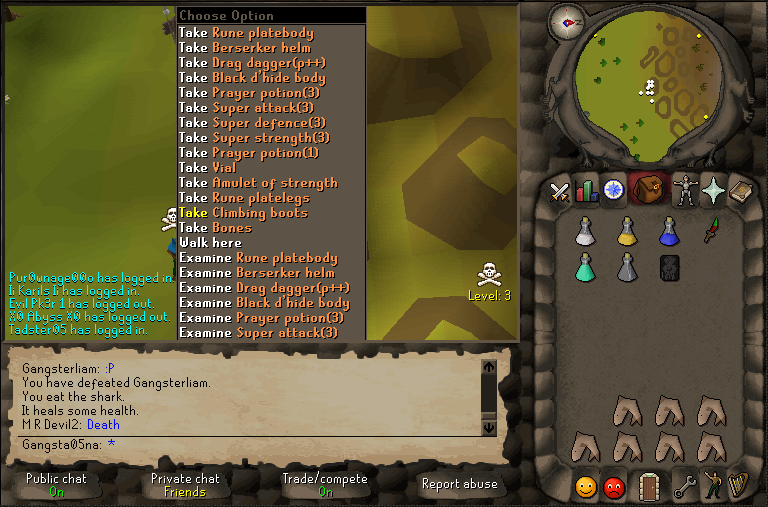 Choose Option
Take Rune platebody
Take Berserker helm
Take Drag dagger(p++)
Take Black d'hide body
Take Prayer potion(3)
Take Super attack(3)
Take Super defence(3)
Take Super strength(3)
Take Prayer potion(1)
Take Vial
Take Amulet of strength
Take Rune platelegs
Take Climbing boots
Take Bones
Walk here
Examine Rune platebody
Examine Berserker helm
Examine Drag dagger(p++)
Examine Black d'hide body
Examine Prayer potion(3)
Examine Super attack(3)
Level: 3
has logged in.
Ii Karils Ii has logged in.
Evil Pk3r 1 has logged out.
X0 Abyss X0 has logged out.
Tadster05 has logged in.
Gangsterliam: :P
You have defeated Gangsterliam.
You eat the shark.
It heals some health.
M R Devil2: Death
Gangsta05na: *
Public chat
On
Private chat
Friends
Trade/compete
On
Report abuse